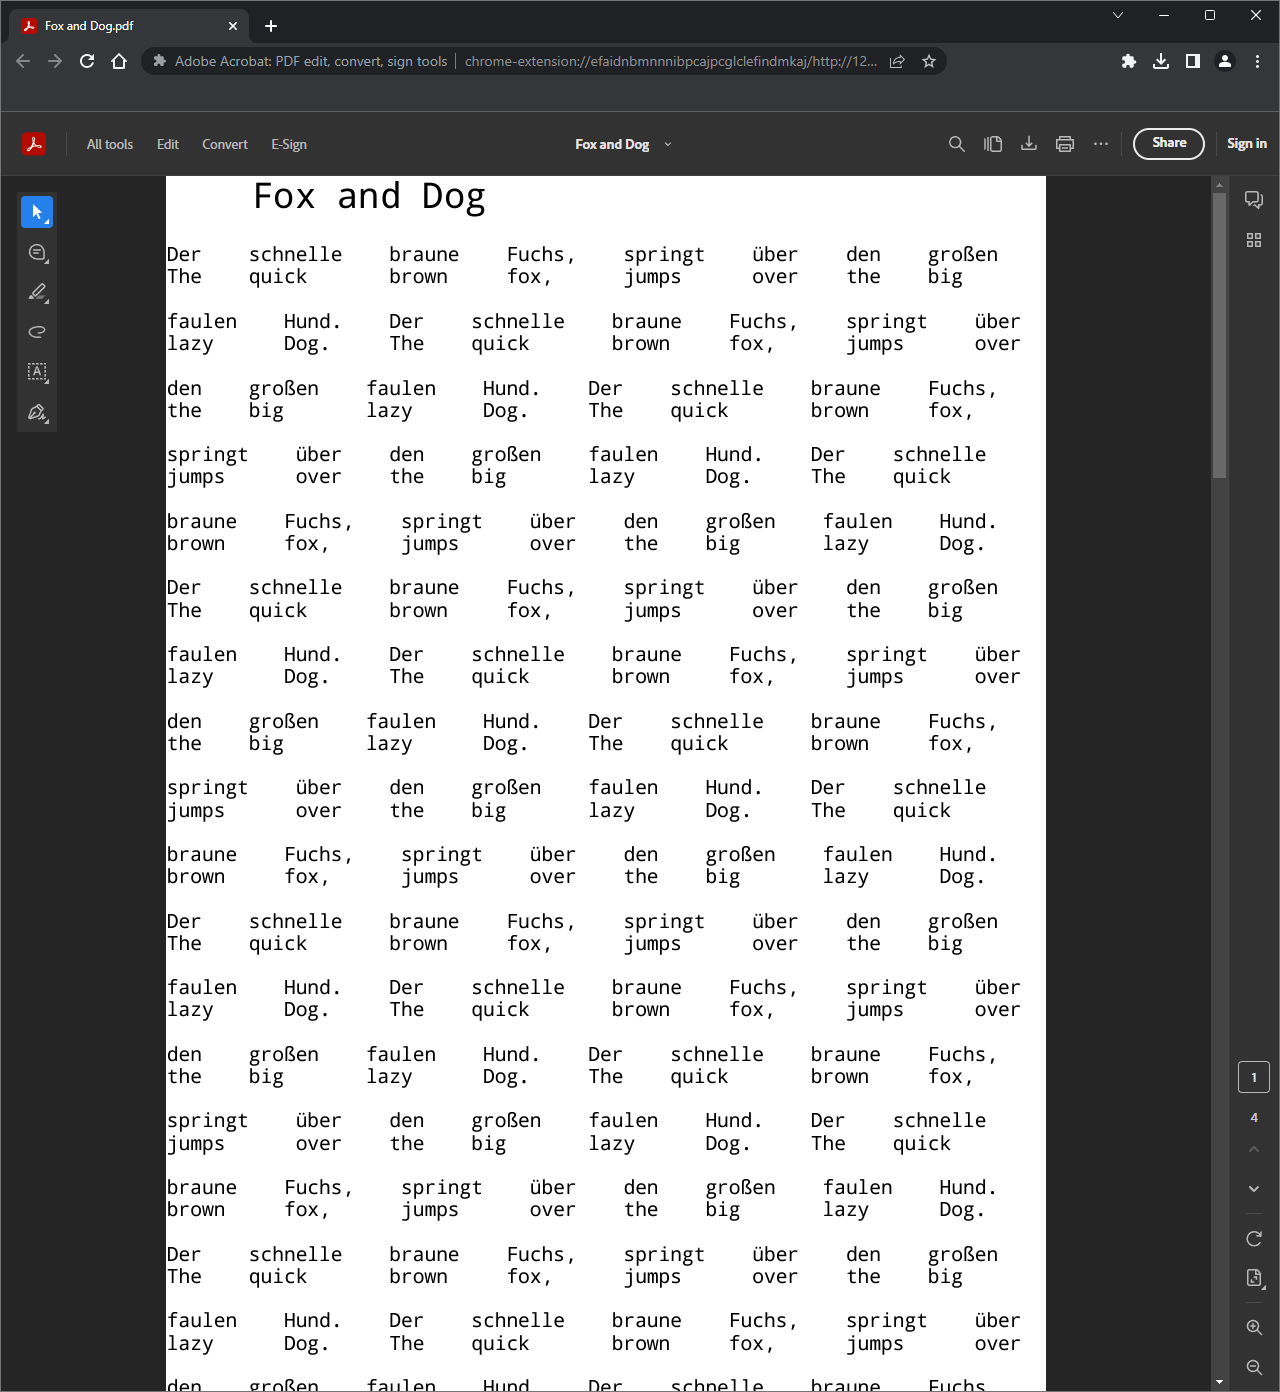 Fox and Dog.pdf
Adobe Acrobat: PDF edit, convert, sign tools | chrome-extension://efaidnbmnnnibpcajpcglclefindmkaj/http://12...
All tools Edit Convert E-Sign Fox and Dog Share Sign in
Fox and Dog
Der schnelle braune Fuchs, springt über den großen
The quick brown fox, jumps over the big
faulen Hund. Der schnelle braune Fuchs, springt über
lazy Dog. The quick brown fox, jumps over
den großen faulen Hund. Der schnelle braune Fuchs,
the big lazy Dog. The quick brown fox,
springt über den großen faulen Hund. Der schnelle
jumps over the big lazy Dog. The quick
braune Fuchs, springt über den großen faulen Hund.
brown fox, jumps over the big lazy Dog.
Der schnelle braune Fuchs, springt über den großen
The quick brown fox, jumps over the big
faulen Hund. Der schnelle braune Fuchs, springt über
lazy Dog. The quick brown fox, jumps over
den großen faulen Hund. Der schnelle braune Fuchs,
the big lazy Dog. The quick brown fox,
springt über den großen faulen Hund. Der schnelle
jumps over the big lazy Dog. The quick
braune Fuchs, springt über den großen faulen Hund.
brown fox, jumps over the big lazy Dog.
Der schnelle braune Fuchs, springt über den großen
The quick brown fox, jumps over the big
faulen Hund. Der schnelle braune Fuchs, springt über
lazy Dog. The quick brown fox, jumps over
den großen faulen Hund. Der schnelle braune Fuchs,
the big lazy Dog. The quick brown fox,
springt über den großen faulen Hund. Der schnelle
jumps over the big lazy Dog. The quick
braune Fuchs, springt über den großen faulen Hund.
brown fox, jumps over the big lazy Dog.
Der schnelle braune Fuchs, springt über den großen
The quick brown fox, jumps over the big
faulen Hund. Der schnelle braune Fuchs, springt über
lazy Dog. The quick brown fox, jumps over
den großen faulen Hund Der schnelle braune Fuchs
1
4